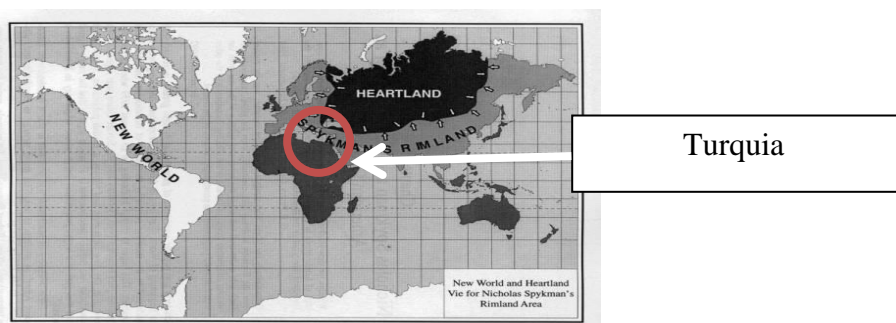 HEARTLAND
NEW WORLD
SPYKMAN'S RIMLAND
Turquia
New World and Heartland
Vie for Nicholas Spykman's
Rimland Area